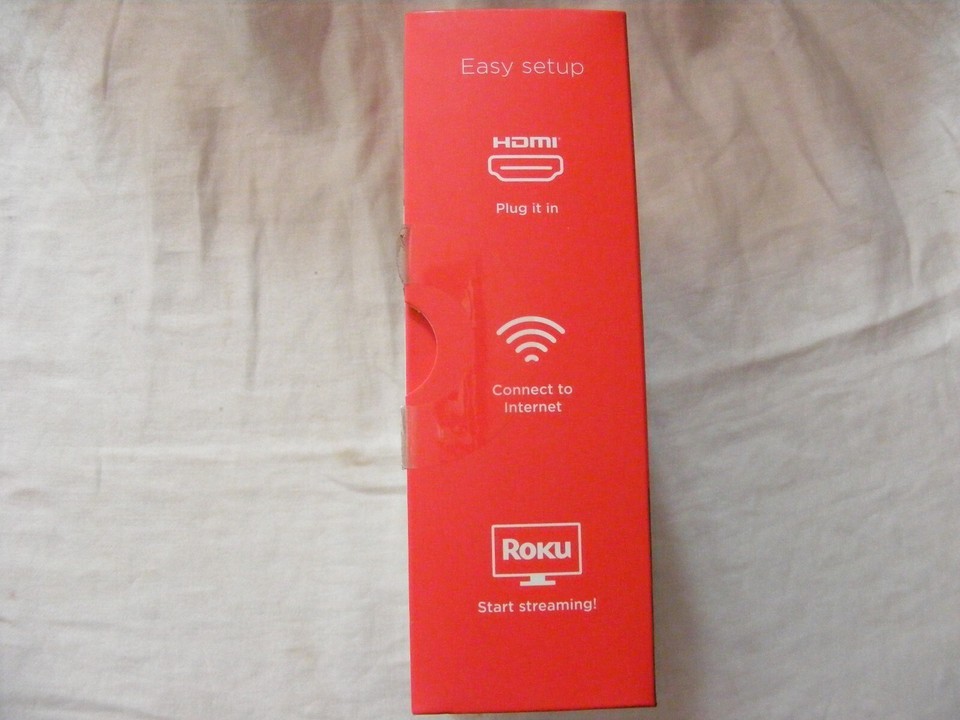 Easy setup
HDMI
Plug it in
Connect to
Internet
ROKU
Start streaming!